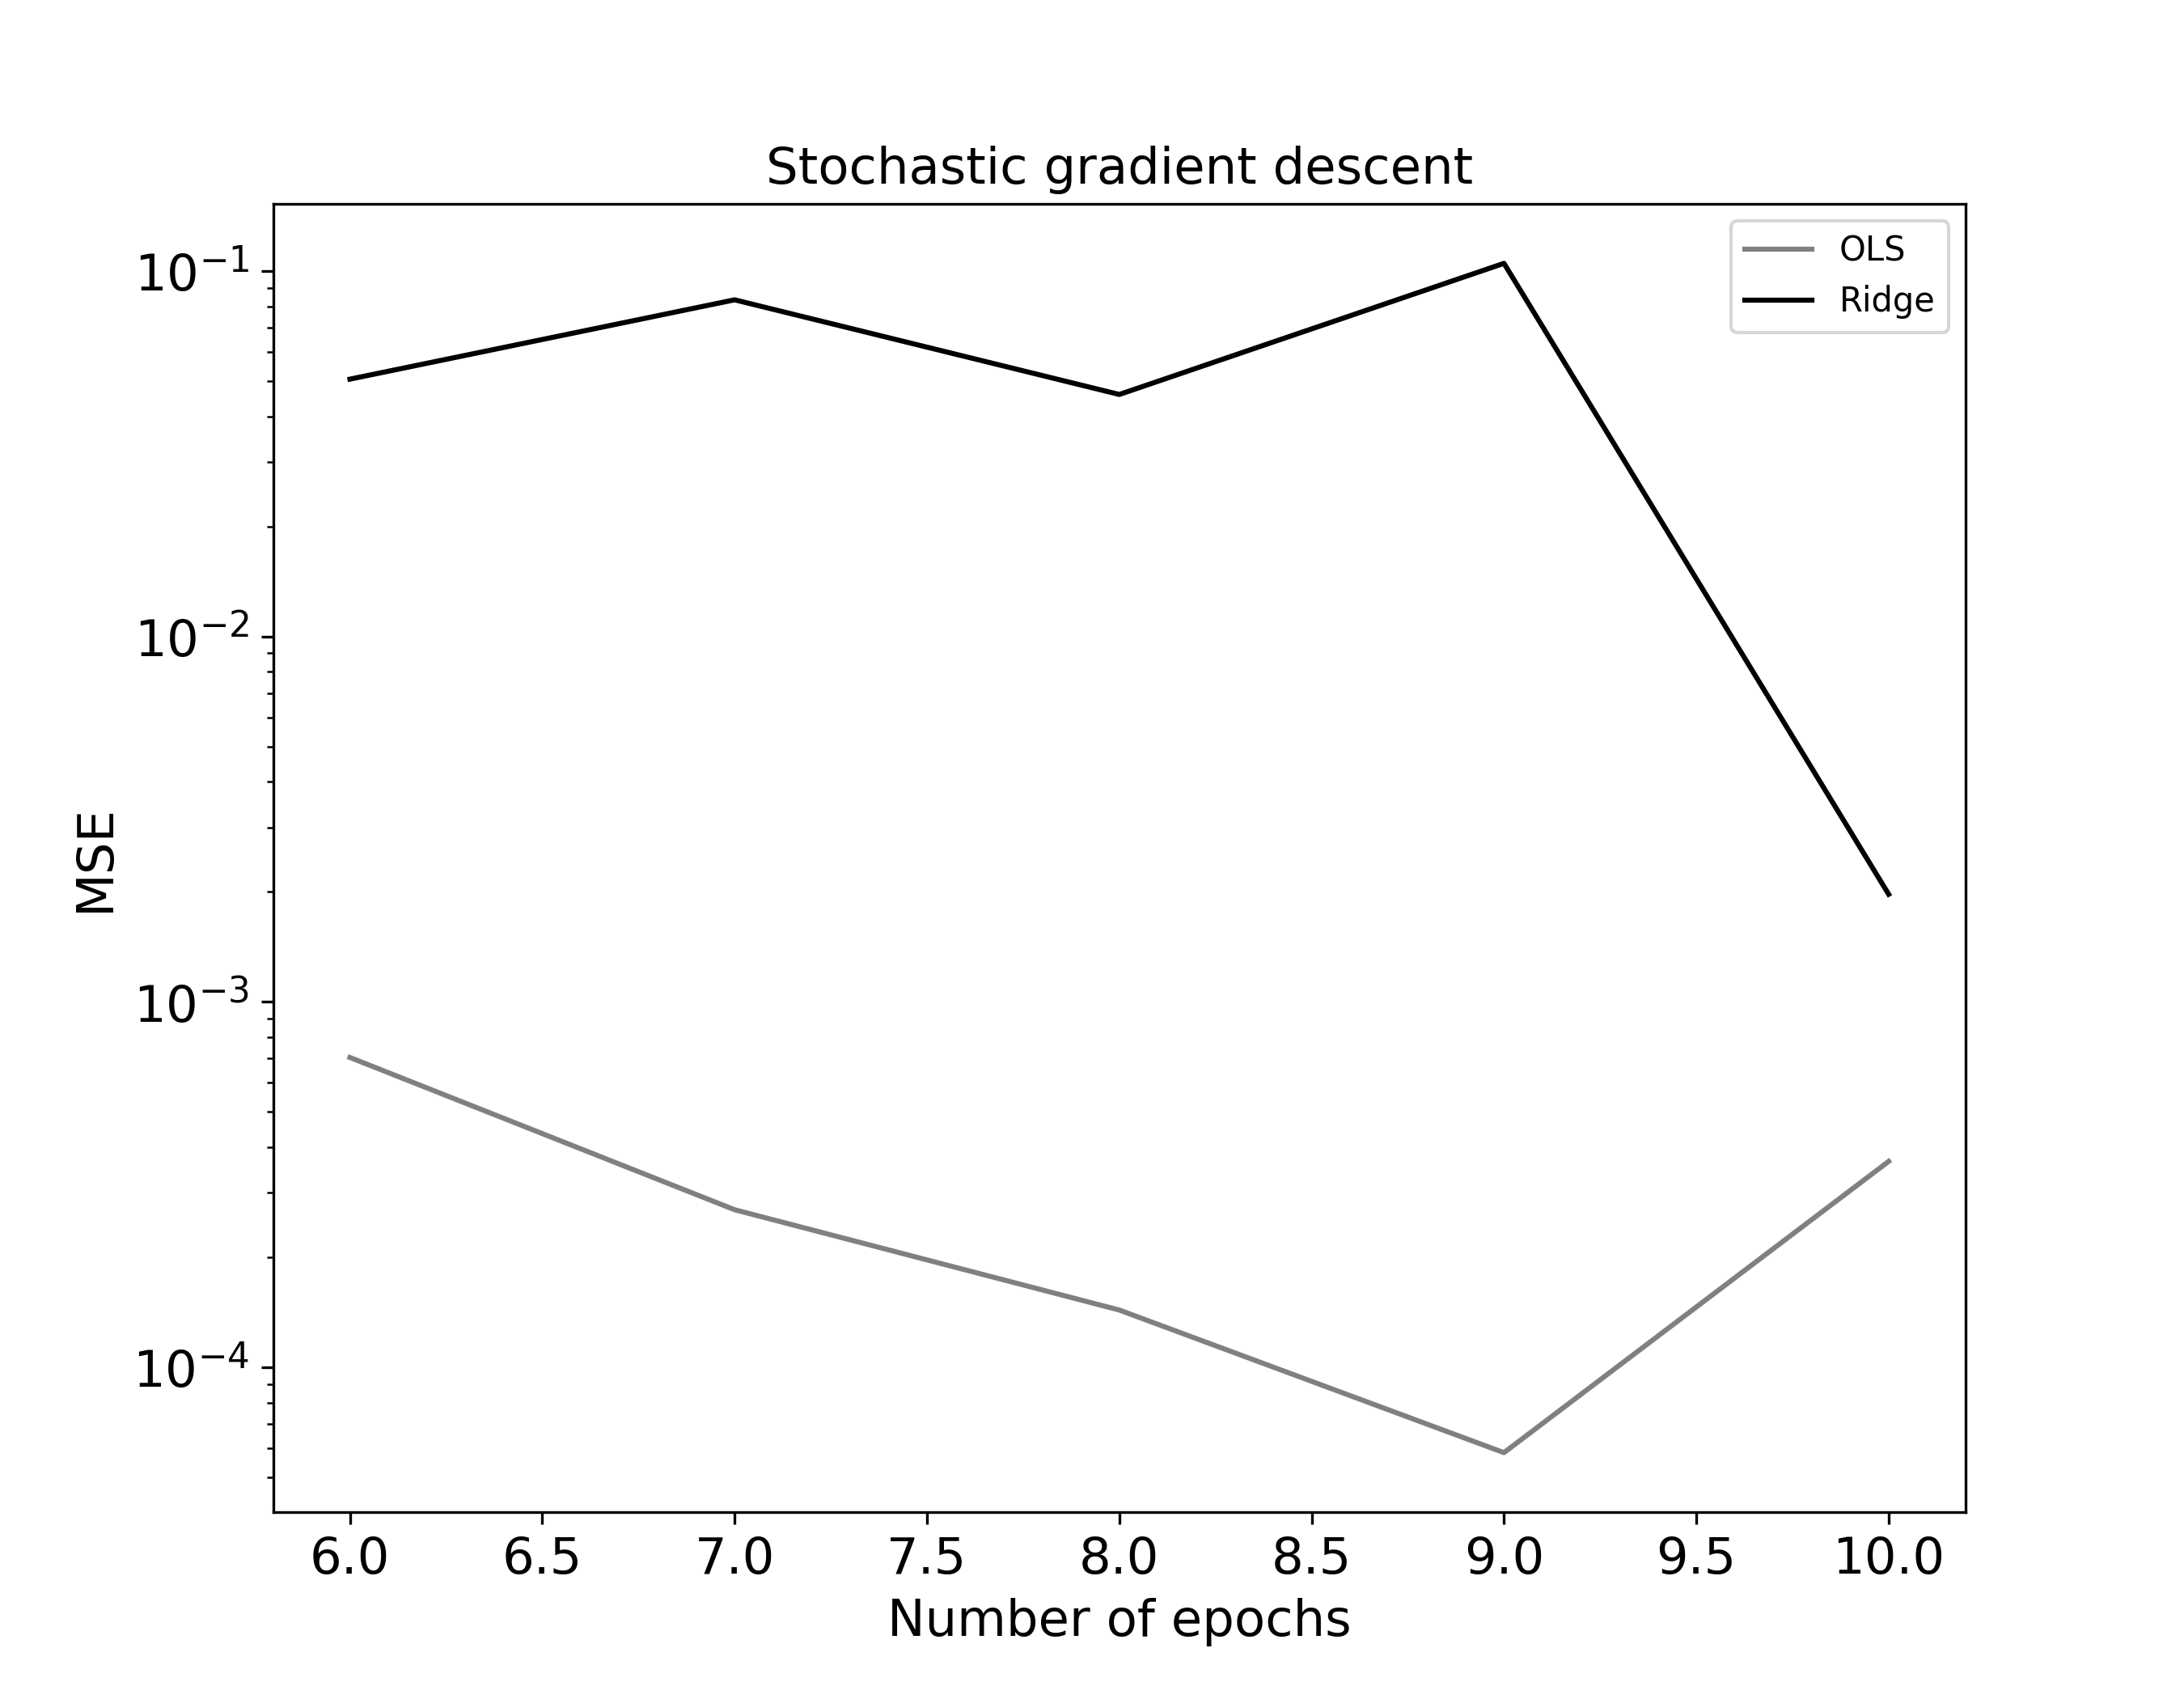 Stochastic gradient descent
OLS
Ridge
10⁻¹
10⁻²
10⁻³
10⁻⁴
MSE
6.0 6.5 7.0 7.5 8.0 8.5 9.0 9.5 10.0
Number of epochs